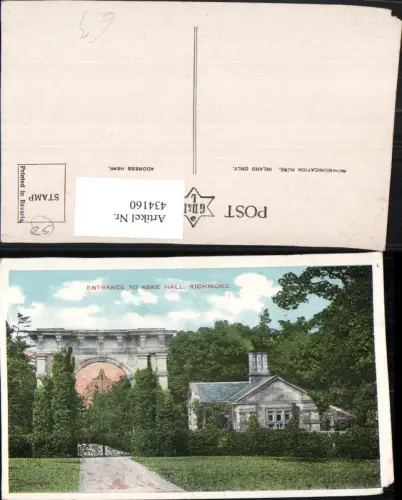 POST
COMMUNICATION HERE. INLAND ONLY.
ADDRESS HERE.
STAMP
Printed in Bavaria
Artikel Nr.
434160
ENTRANCE TO ASKE HALL, RICHMOND